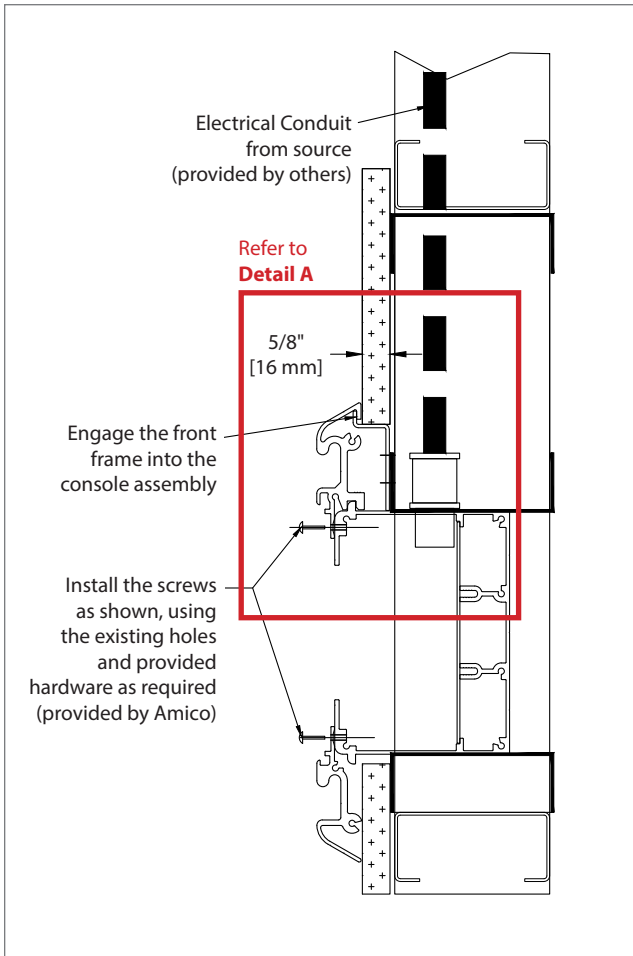 Electrical Conduit
from source
(provided by others)
Refer to
Detail A
5/8"
[16 mm]
Engage the front
frame into the
console assembly
Install the screws
as shown, using
the existing holes
and provided
hardware as required
(provided by Amico)